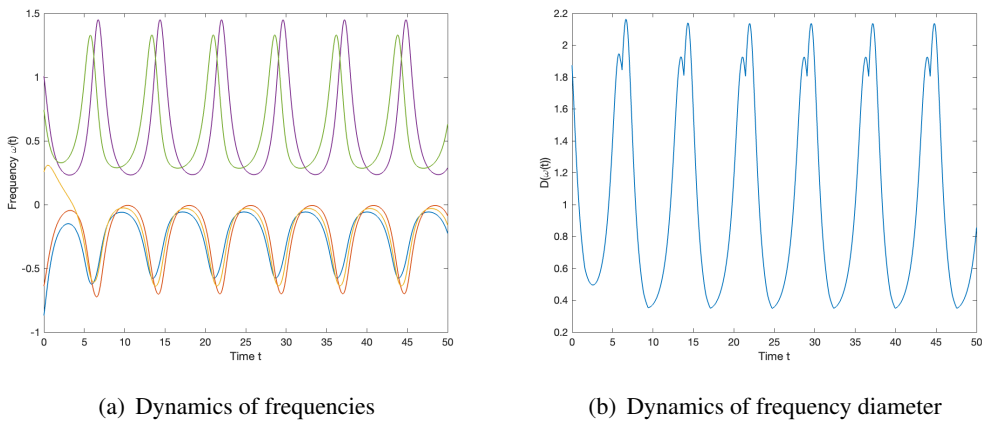 1.5
1
0.5
0
-0.5
-1
Frequency ω(t)
0 5 10 15 20 25 30 35 40 45 50
Time t
2.2
2
1.8
1.6
1.4
1.2
1
0.8
0.6
0.4
0.2
D(ω(t))
0 5 10 15 20 25 30 35 40 45 50
Time t
(a) Dynamics of frequencies
(b) Dynamics of frequency diameter